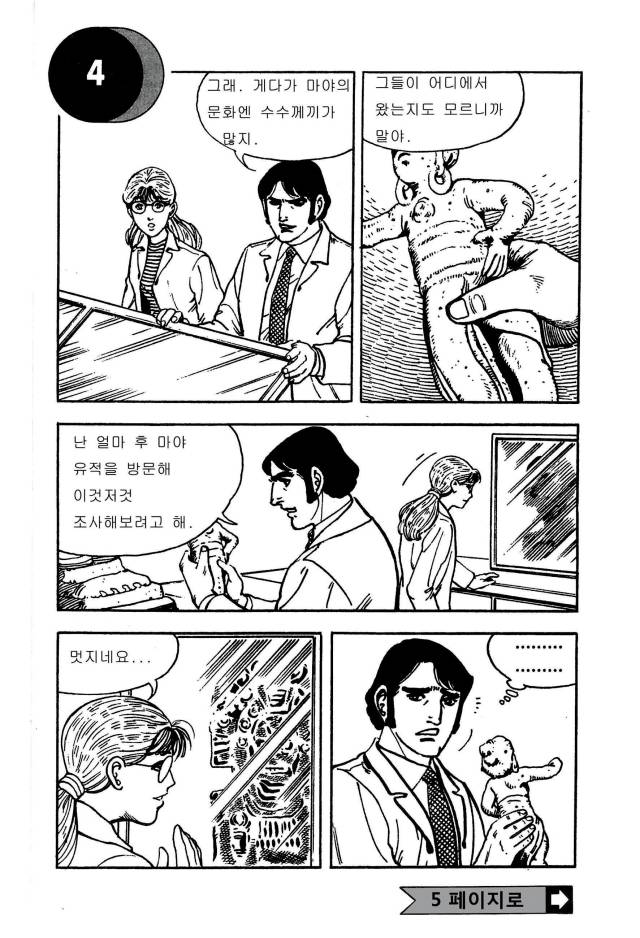 4
그래. 게다가 마야의
문화엔 수수께끼가
많지.
그들이 어디에서
왔는지도 모르니까
말야.
난 얼마 후 마야
유적을 방문해
이것저것
조사해보려고 해.
멋지네요...
.........
.........
5 페이지로